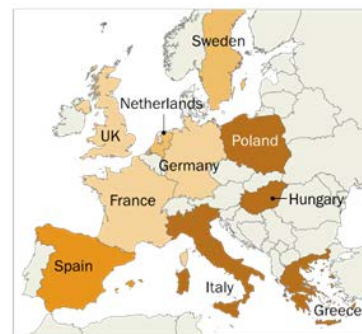 Sweden
Netherlands
UK
Poland
Germany
Hungary
France
Spain
Italy
Greece